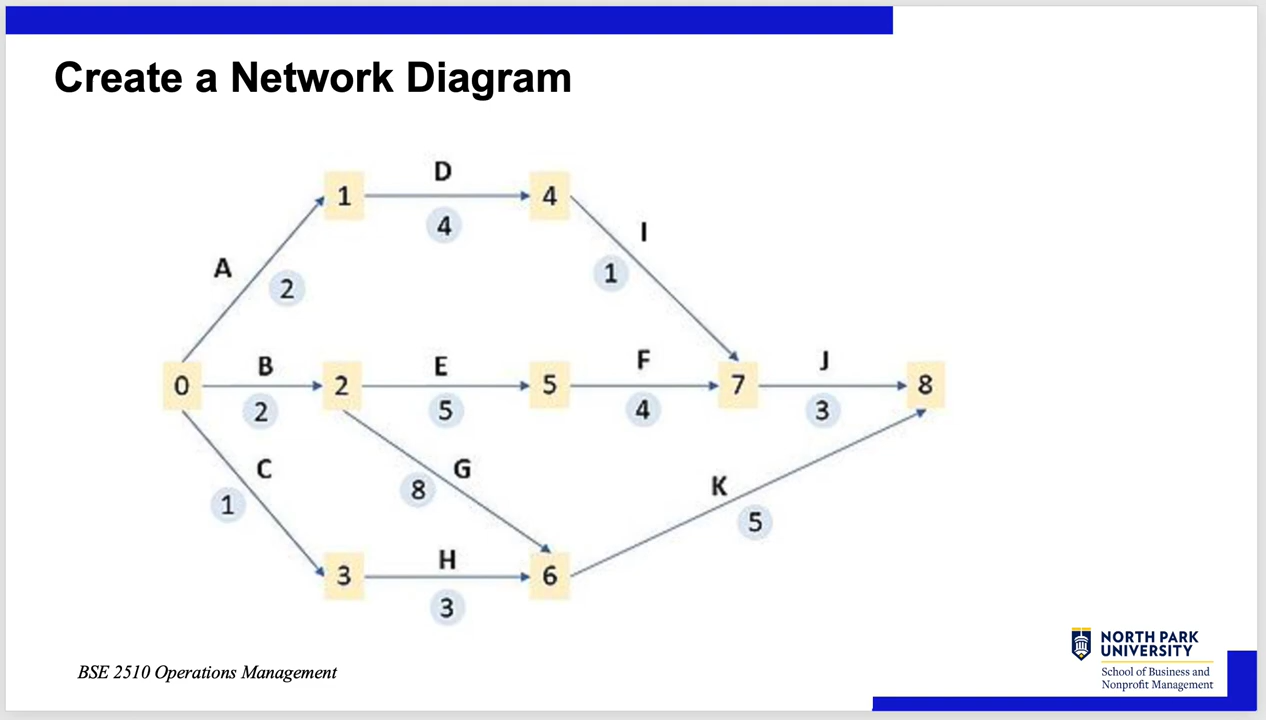 Create a Network Diagram
D
1
4
4
I
A
1
2
B
E
F
J
0
2
5
7
8
2
5
4
3
C
G
8
K
1
5
H
3
6
3
BSE 2510 Operations Management
NORTH PARK
UNIVERSITY
School of Business and
Nonprofit Management